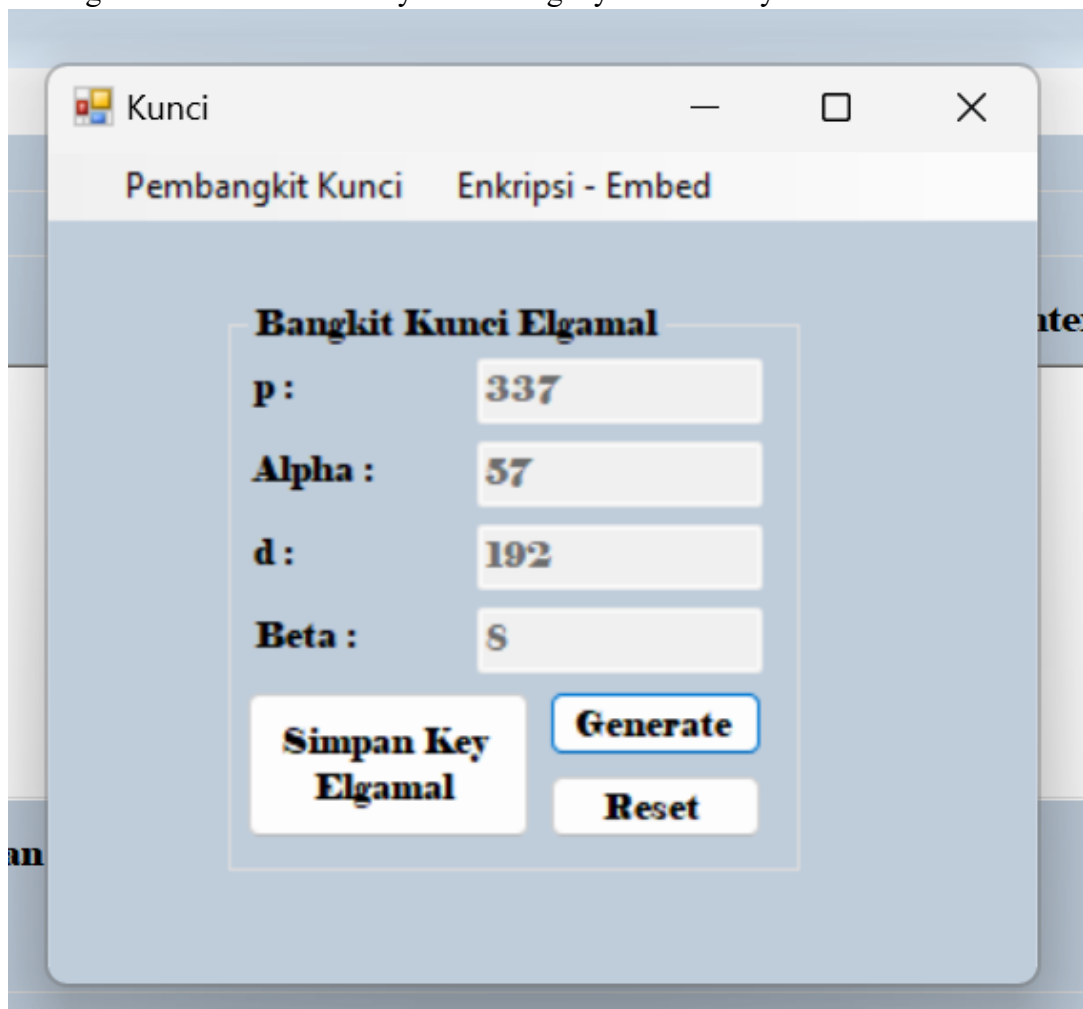 Kunci
Pembangkit Kunci Enkripsi - Embed
Bangkit Kunci Elgamal
p : 337
Alpha : 57
d : 192
Beta : 8
Simpan Key
Elgamal
Generate
Reset